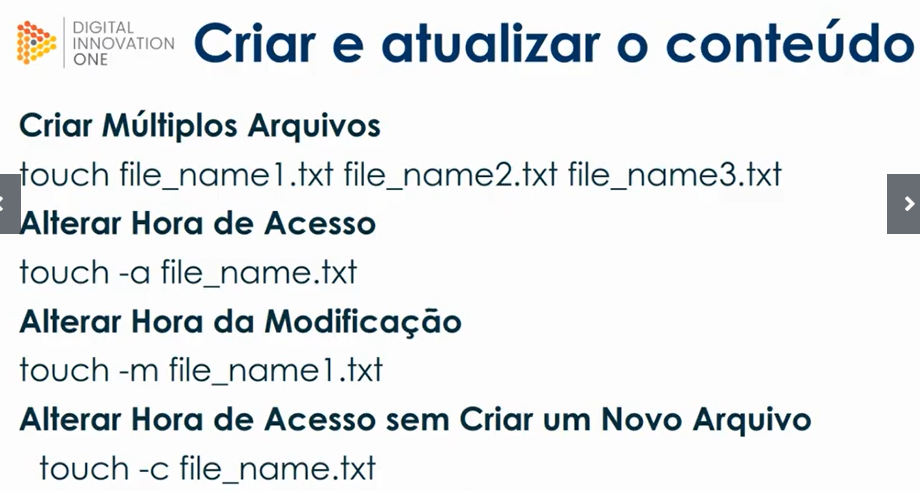 DIGITAL
INNOVATION
ONE
Criar e atualizar o conteúdo
Criar Múltiplos Arquivos
touch file_name1.txt file_name2.txt file_name3.txt
Alterar Hora de Acesso
touch -a file_name.txt
Alterar Hora da Modificação
touch -m file_name1.txt
Alterar Hora de Acesso sem Criar um Novo Arquivo
touch -c file_name.txt